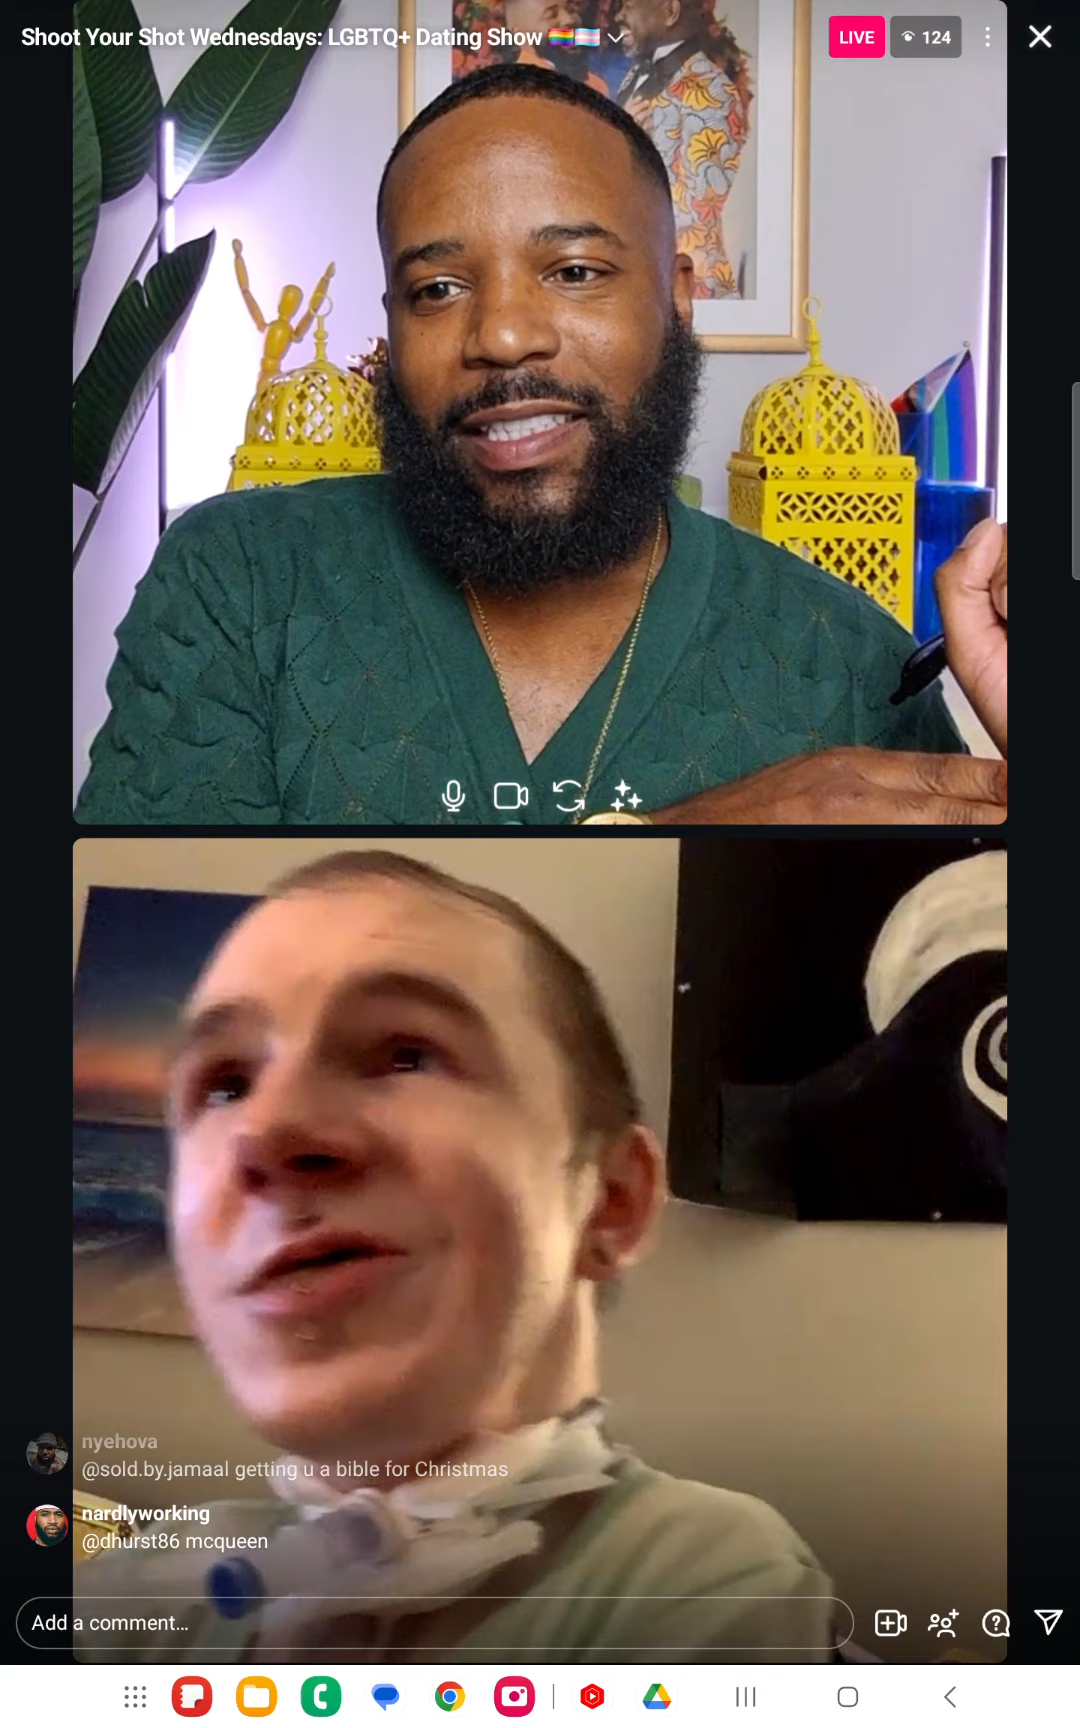 Shoot Your Shot Wednesdays: LGBTQ+ Dating Show 🏳️‍🌈🏳️‍⚧️
LIVE
124
nyehova
@sold.by.jamaal getting u a bible for Christmas
nardlyworking
@dhurst86 mcqueen
Add a comment...